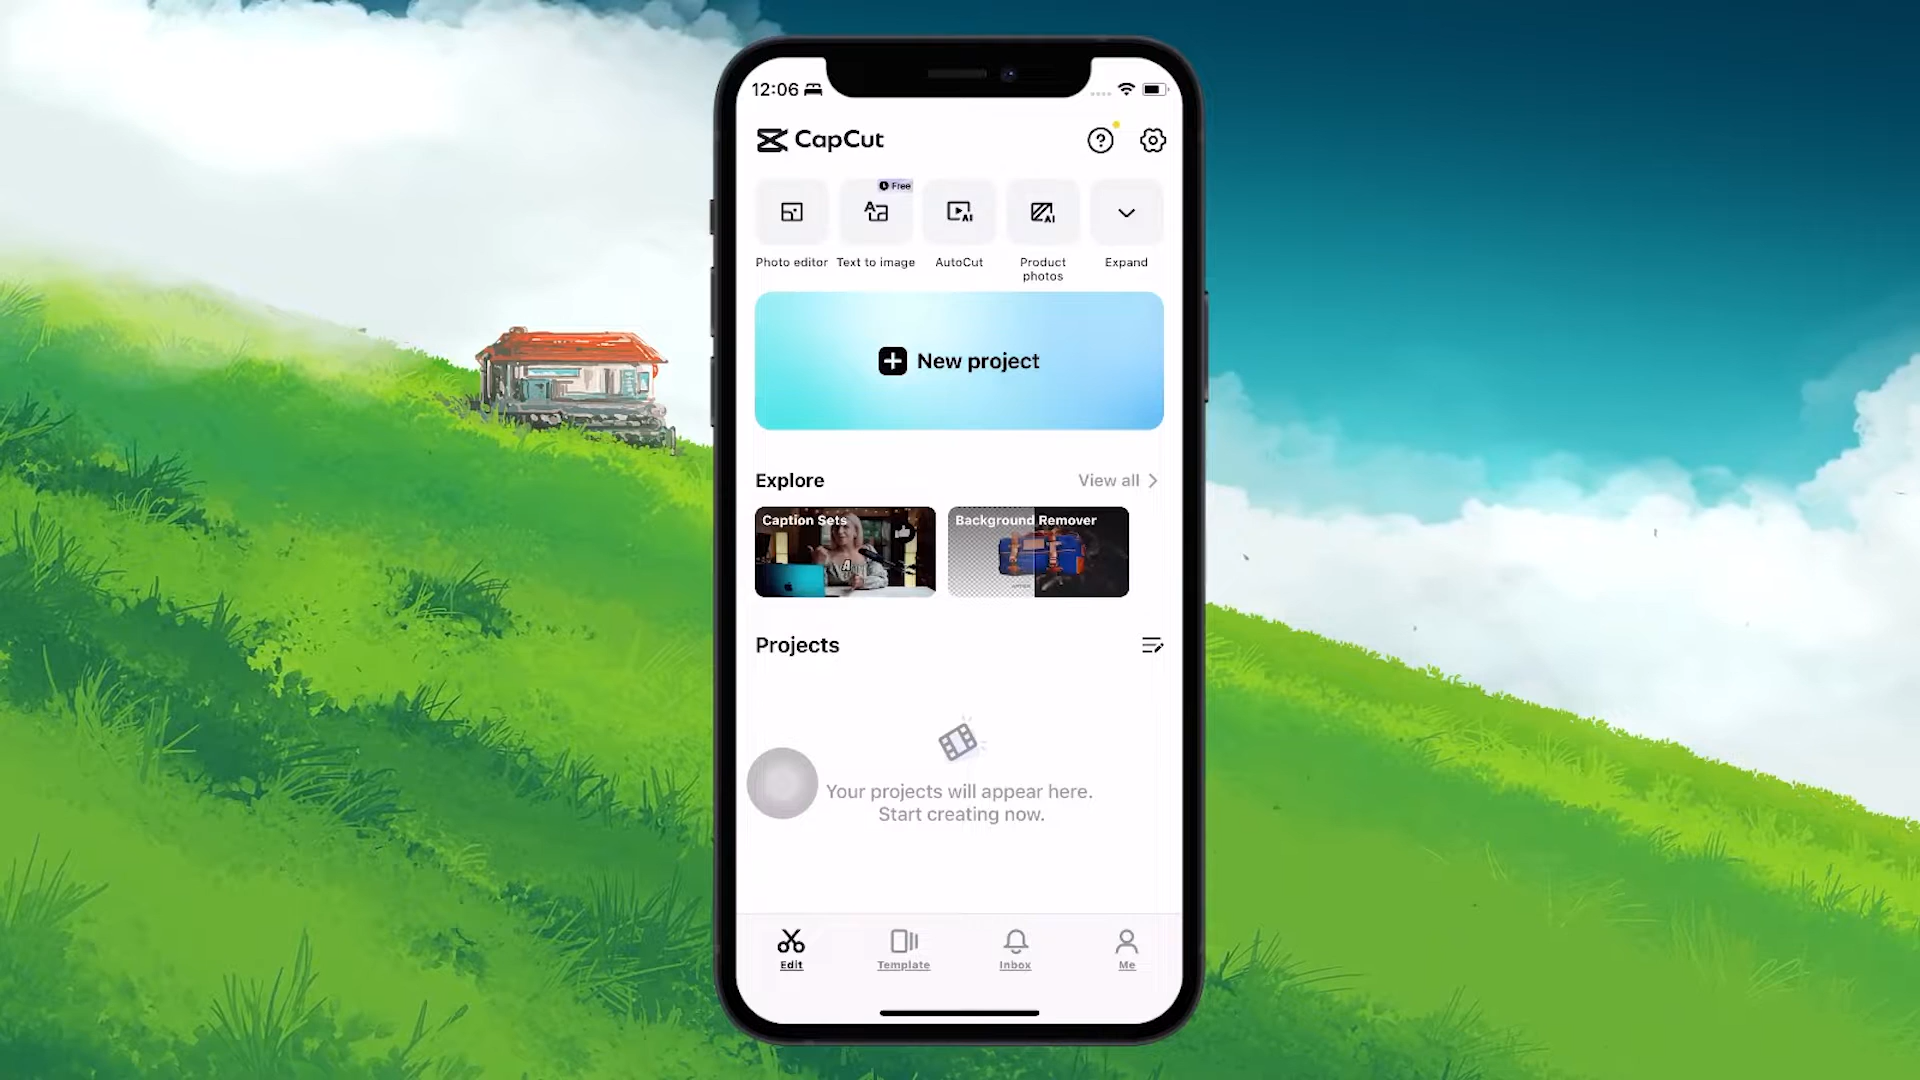 12:06
CapCut
Free
Photo editor
Text to image
AutoCut
Product
photos
Expand
New project
Explore
View all
Caption Sets
Background Remover
Projects
Your projects will appear here.
Start creating now.
Edit
Template
Inbox
Me